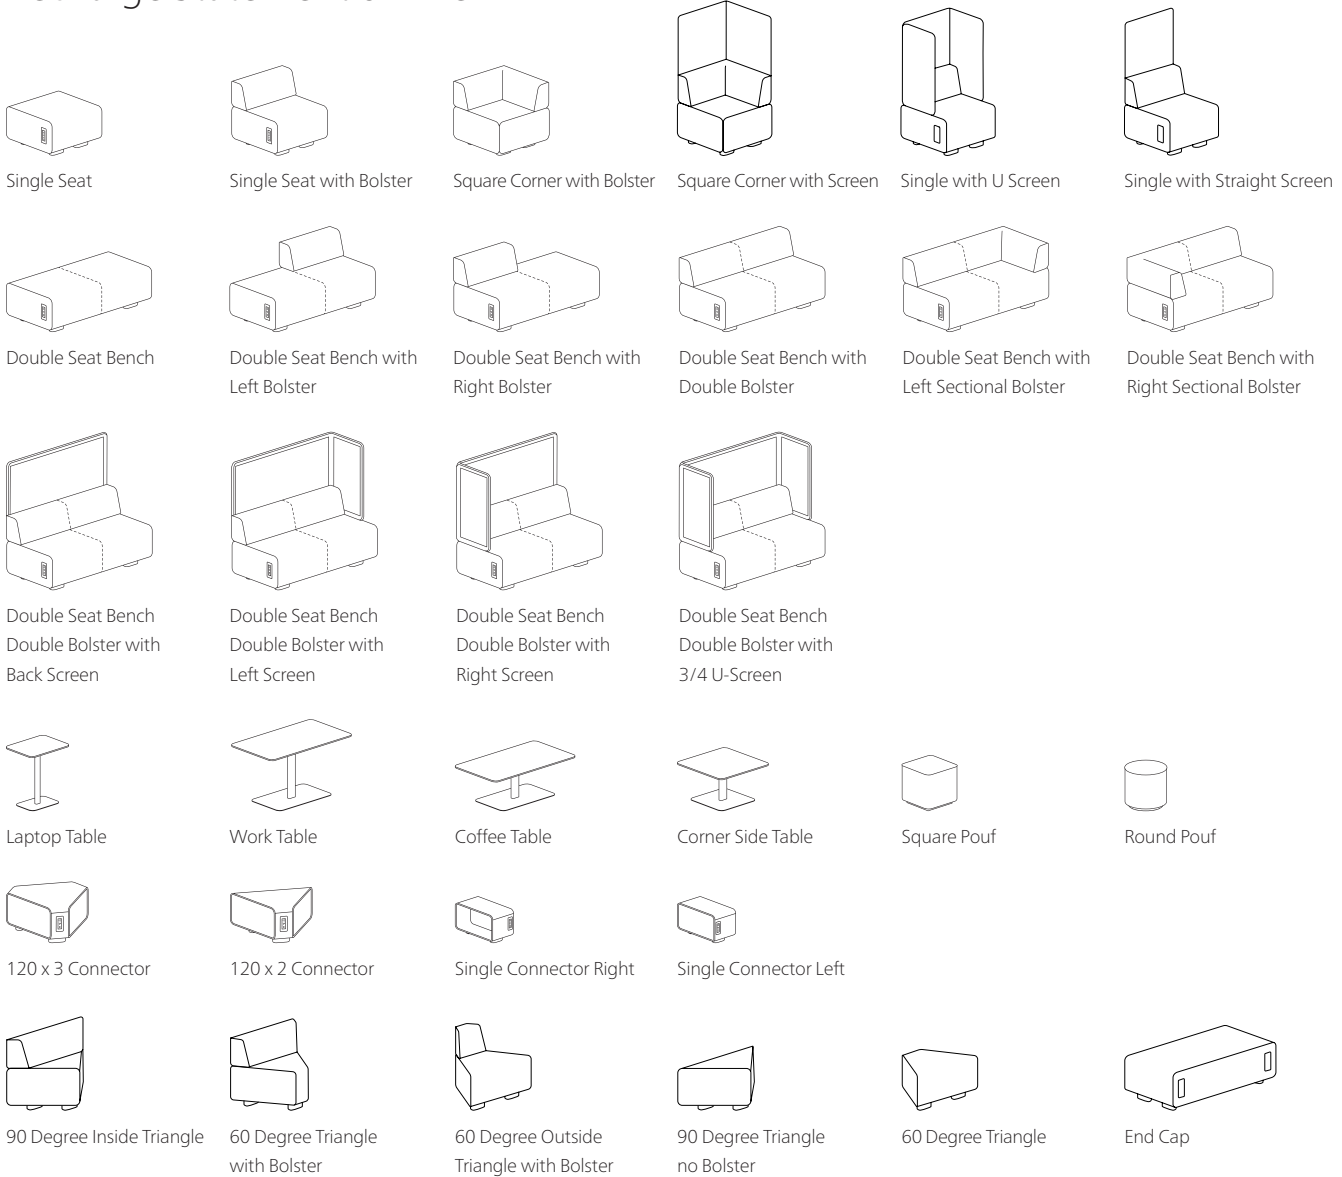 Single Seat
Single Seat with Bolster
Square Corner with Bolster
Square Corner with Screen
Single with U Screen
Single with Straight Screen
Double Seat Bench
Double Seat Bench with
Left Bolster
Double Seat Bench with
Right Bolster
Double Seat Bench with
Double Bolster
Double Seat Bench with
Left Sectional Bolster
Double Seat Bench with
Right Sectional Bolster
Double Seat Bench
Double Bolster with
Back Screen
Double Seat Bench
Double Bolster with
Left Screen
Double Seat Bench
Double Bolster with
Right Screen
Double Seat Bench
Double Bolster with
3/4 U-Screen
Laptop Table
Work Table
Coffee Table
Corner Side Table
Square Pouf
Round Pouf
120 x 3 Connector
120 x 2 Connector
Single Connector Right
Single Connector Left
90 Degree Inside Triangle
60 Degree Triangle
with Bolster
60 Degree Outside
Triangle with Bolster
90 Degree Triangle
no Bolster
60 Degree Triangle
End Cap